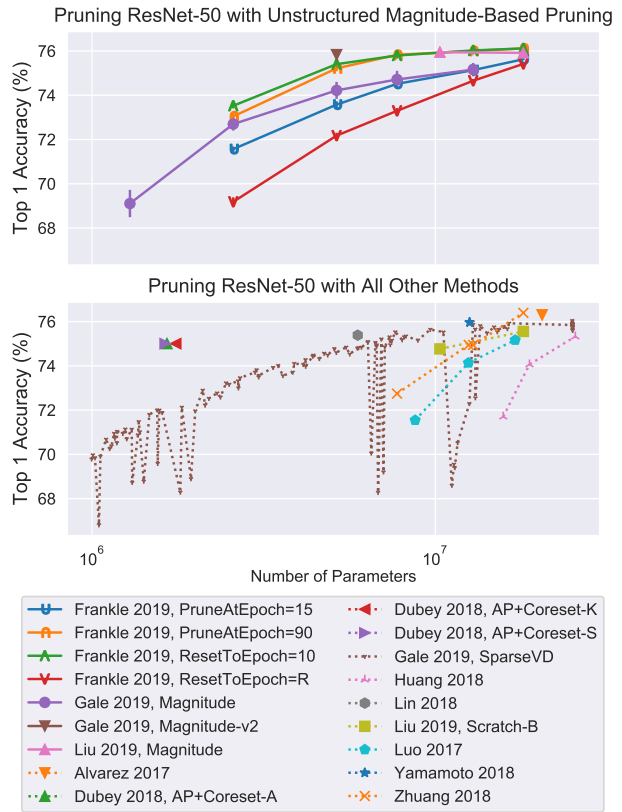 Pruning ResNet-50 with Unstructured Magnitude-Based Pruning
Top 1 Accuracy (%)
76
74
72
70
68
Pruning ResNet-50 with All Other Methods
Top 1 Accuracy (%)
76
74
72
70
68
10^6
10^7
Number of Parameters
Frankle 2019, PruneAtEpoch=15
Frankle 2019, PruneAtEpoch=90
Frankle 2019, ResetToEpoch=10
Frankle 2019, ResetToEpoch=R
Gale 2019, Magnitude
Gale 2019, Magnitude-v2
Liu 2019, Magnitude
Alvarez 2017
Dubey 2018, AP+Coreset-A
Dubey 2018, AP+Coreset-K
Dubey 2018, AP+Coreset-S
Gale 2019, SparseVD
Huang 2018
Lin 2018
Liu 2019, Scratch-B
Luo 2017
Yamamoto 2018
Zhuang 2018